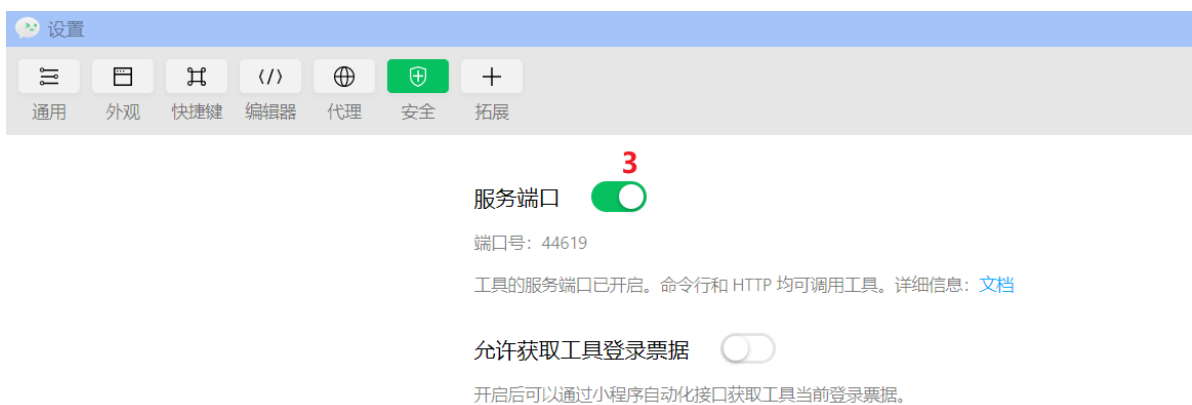 设置
通用 外观 快捷键 编辑器 代理 安全 拓展
3
服务端口
端口号：44619
工具的服务端口已开启。命令行和 HTTP 均可调用工具。详细信息：文档
允许获取工具登录票据
开启后可以通过小程序自动化接口获取工具当前登录票据。